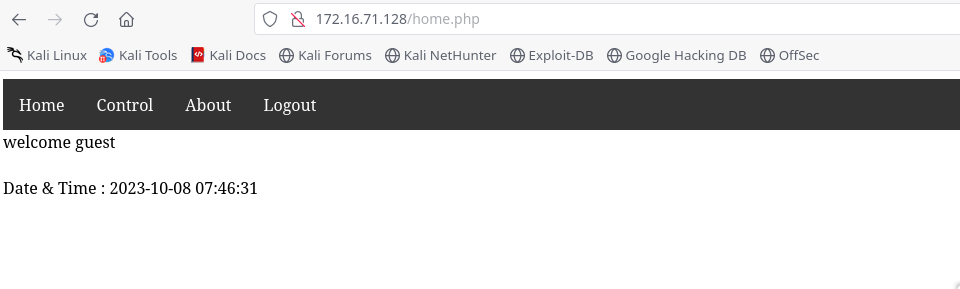 172.16.71.128/home.php
Kali Linux Kali Tools Kali Docs Kali Forums Kali NetHunter Exploit-DB Google Hacking DB OffSec
Home Control About Logout
welcome guest
Date & Time : 2023-10-08 07:46:31